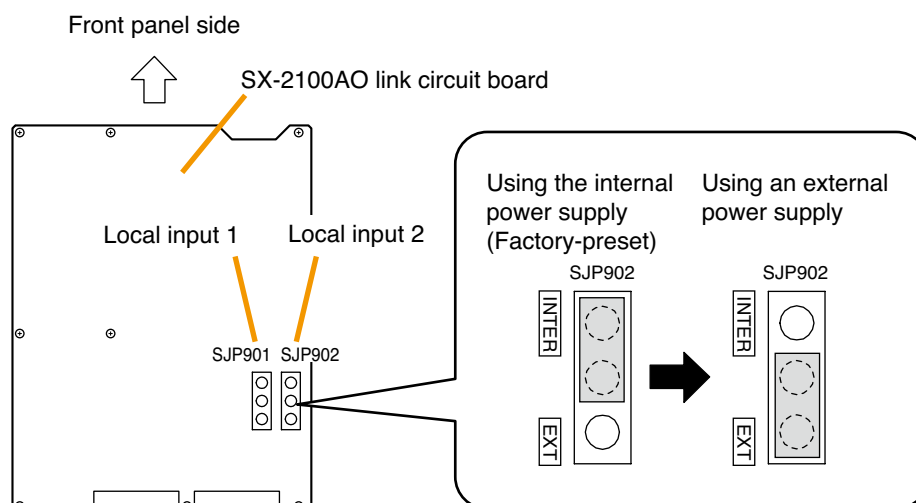 Front panel side
SX-2100AO link circuit board
Local input 1
Local input 2
SJP901
SJP902
Using the internal
power supply
(Factory-preset)
SJP902
INTER
EXT
Using an external
power supply
SJP902
INTER
EXT